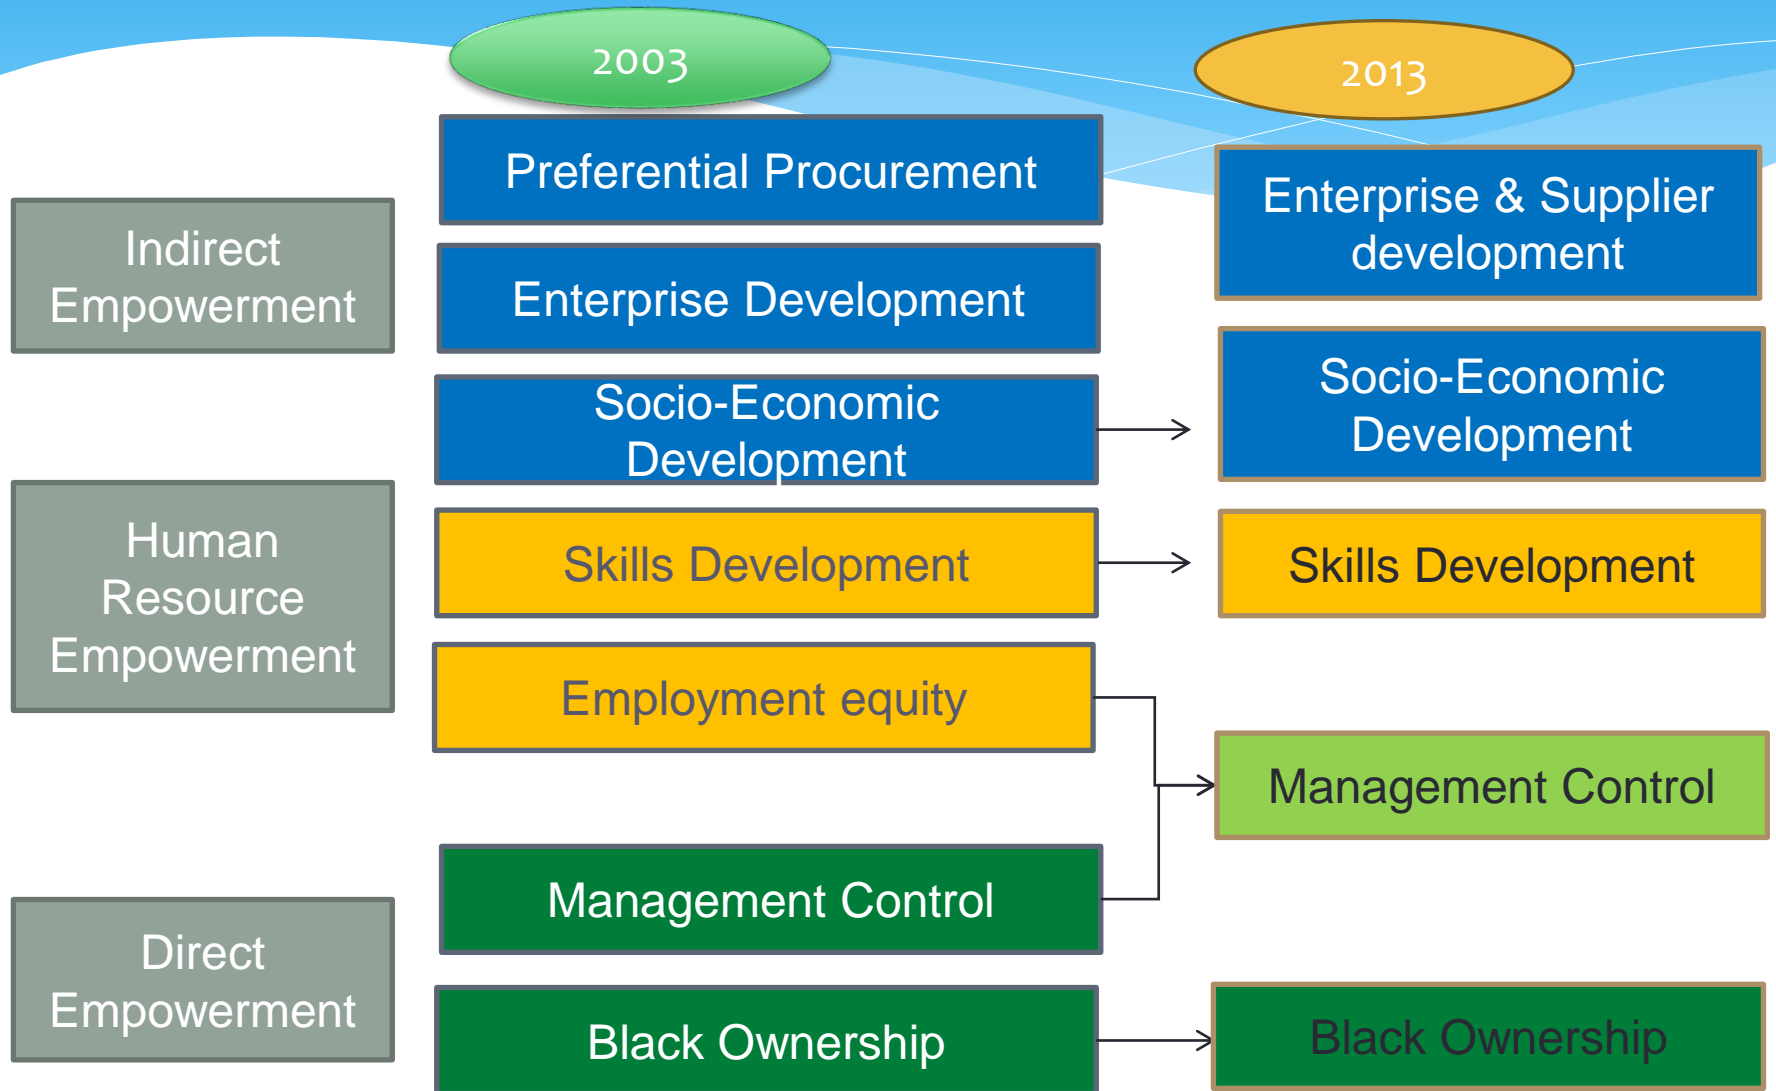 2003
2013
Preferential Procurement
Enterprise & Supplier
development
Indirect
Empowerment
Enterprise Development
Socio-Economic
Development
Socio-Economic
Development
Human
Resource
Empowerment
Skills Development
Skills Development
Employment equity
Management Control
Management Control
Direct
Empowerment
Black Ownership
Black Ownership